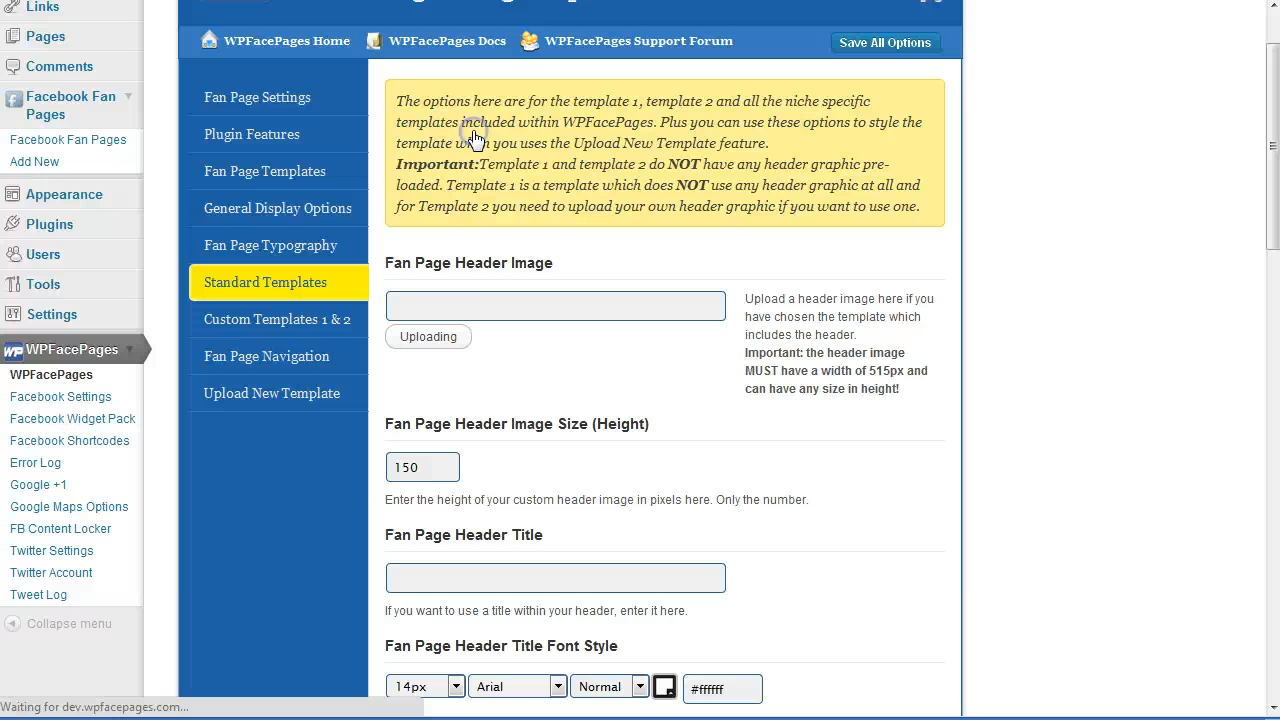 Links
Pages
Comments
Facebook Fan
Pages
Facebook Fan Pages
Add New
Appearance
Plugins
Users
Tools
Settings
WPFacePages
WPFacePages
Facebook Settings
Facebook Widget Pack
Facebook Shortcodes
Error Log
Google +1
Google Maps Options
FB Content Locker
Twitter Settings
Twitter Account
Tweet Log
Collapse menu
WPFacePages Home
WPFacePages Docs
WPFacePages Support Forum
Save All Options
Fan Page Settings
Plugin Features
Fan Page Templates
General Display Options
Fan Page Typography
Standard Templates
Custom Templates 1 & 2
Fan Page Navigation
Upload New Template
The options here are for the template 1, template 2 and all the niche specific
templates included within WPFacePages. Plus you can use these options to style the
template when you uses the Upload New Template feature.
Important:Template 1 and template 2 do NOT have any header graphic pre-
loaded. Template 1 is a template which does NOT use any header graphic at all and
for Template 2 you need to upload your own header graphic if you want to use one.
Fan Page Header Image
Uploading
Upload a header image here if you
have chosen the template which
includes the header.
Important: the header image
MUST have a width of 515px and
can have any size in height!
Fan Page Header Image Size (Height)
150
Enter the height of your custom header image in pixels here. Only the number.
Fan Page Header Title
If you want to use a title within your header, enter it here.
Fan Page Header Title Font Style
14px Arial Normal #ffffff
Waiting for dev.wpfacepages.com...